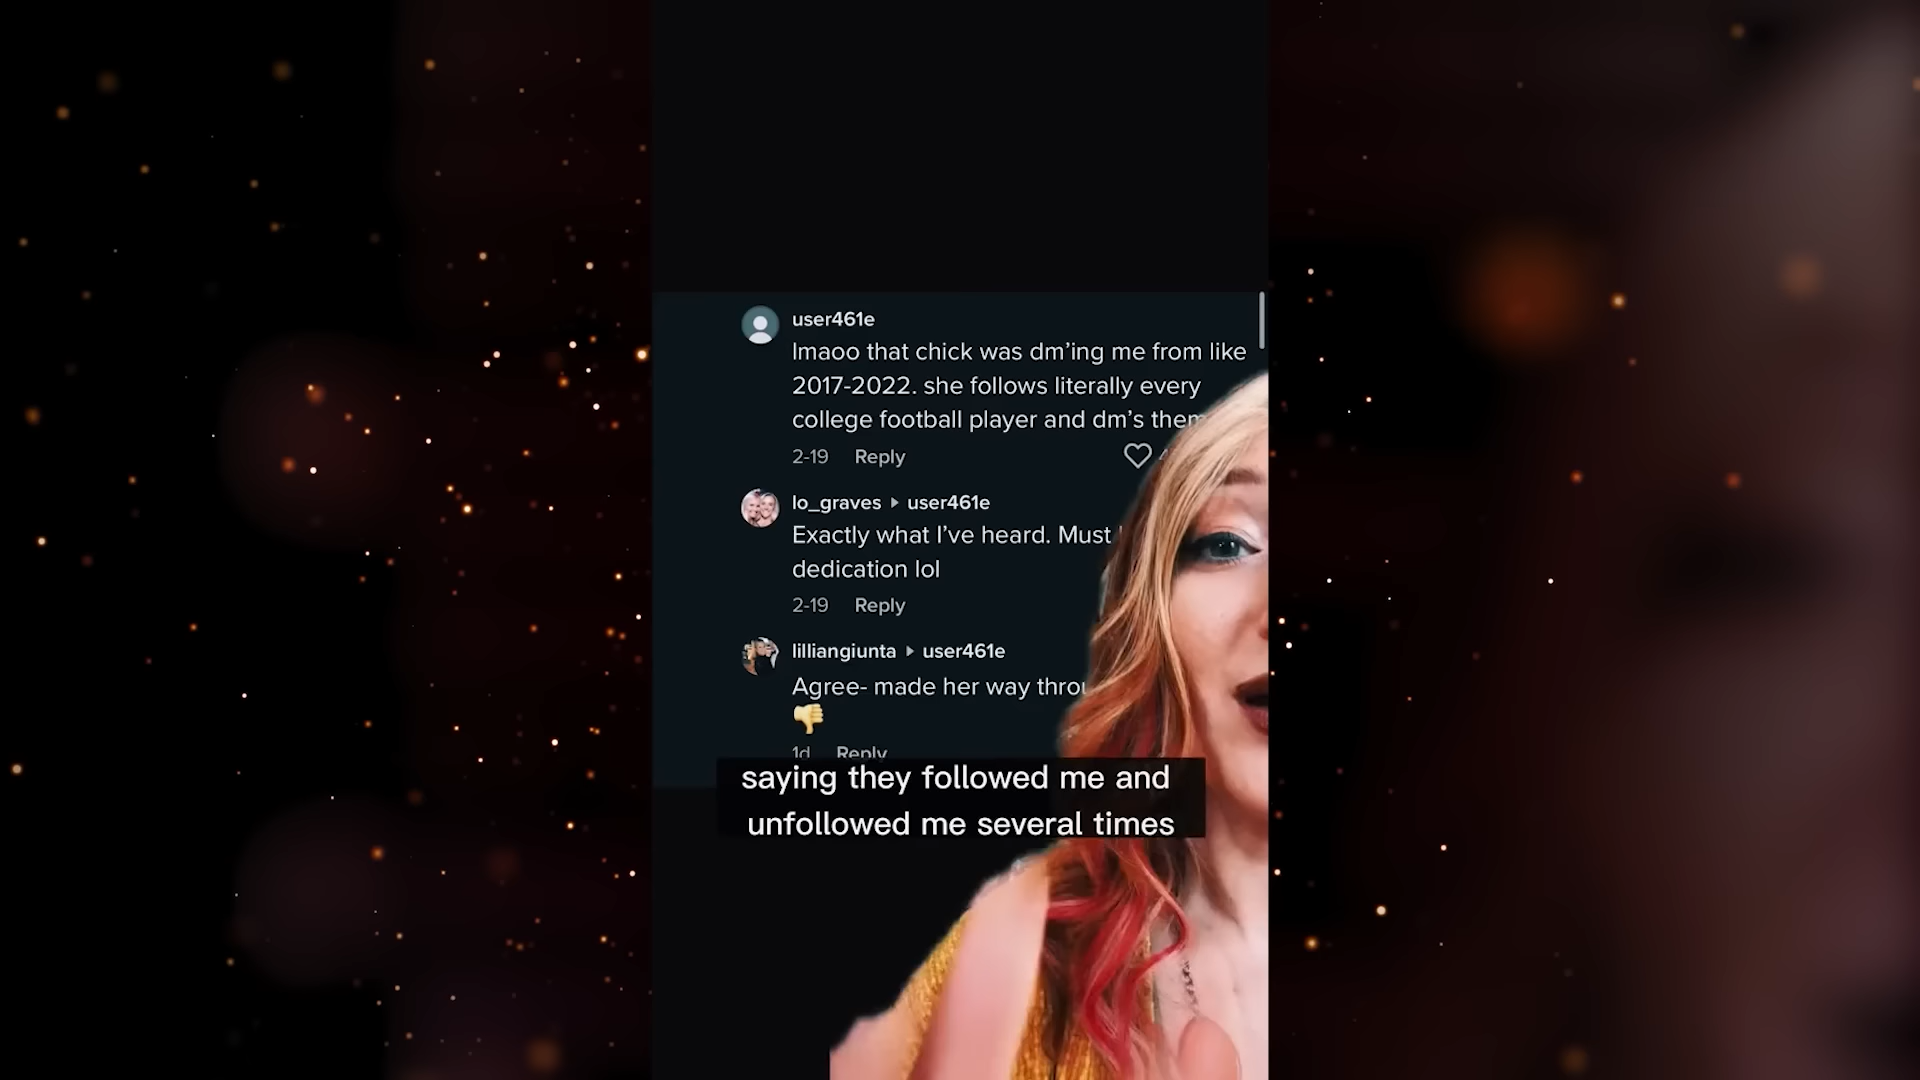 user461e
lmaoo that chick was dm’ing me from like
2017-2022. she follows literally every
college football player and dm’s them
2-19 Reply
lo_graves ▸ user461e
Exactly what I’ve heard. Must
dedication lol
2-19 Reply
lilliangiunta ▸ user461e
Agree- made her way
👎
1d Reply
saying they followed me and
unfollowed me several times